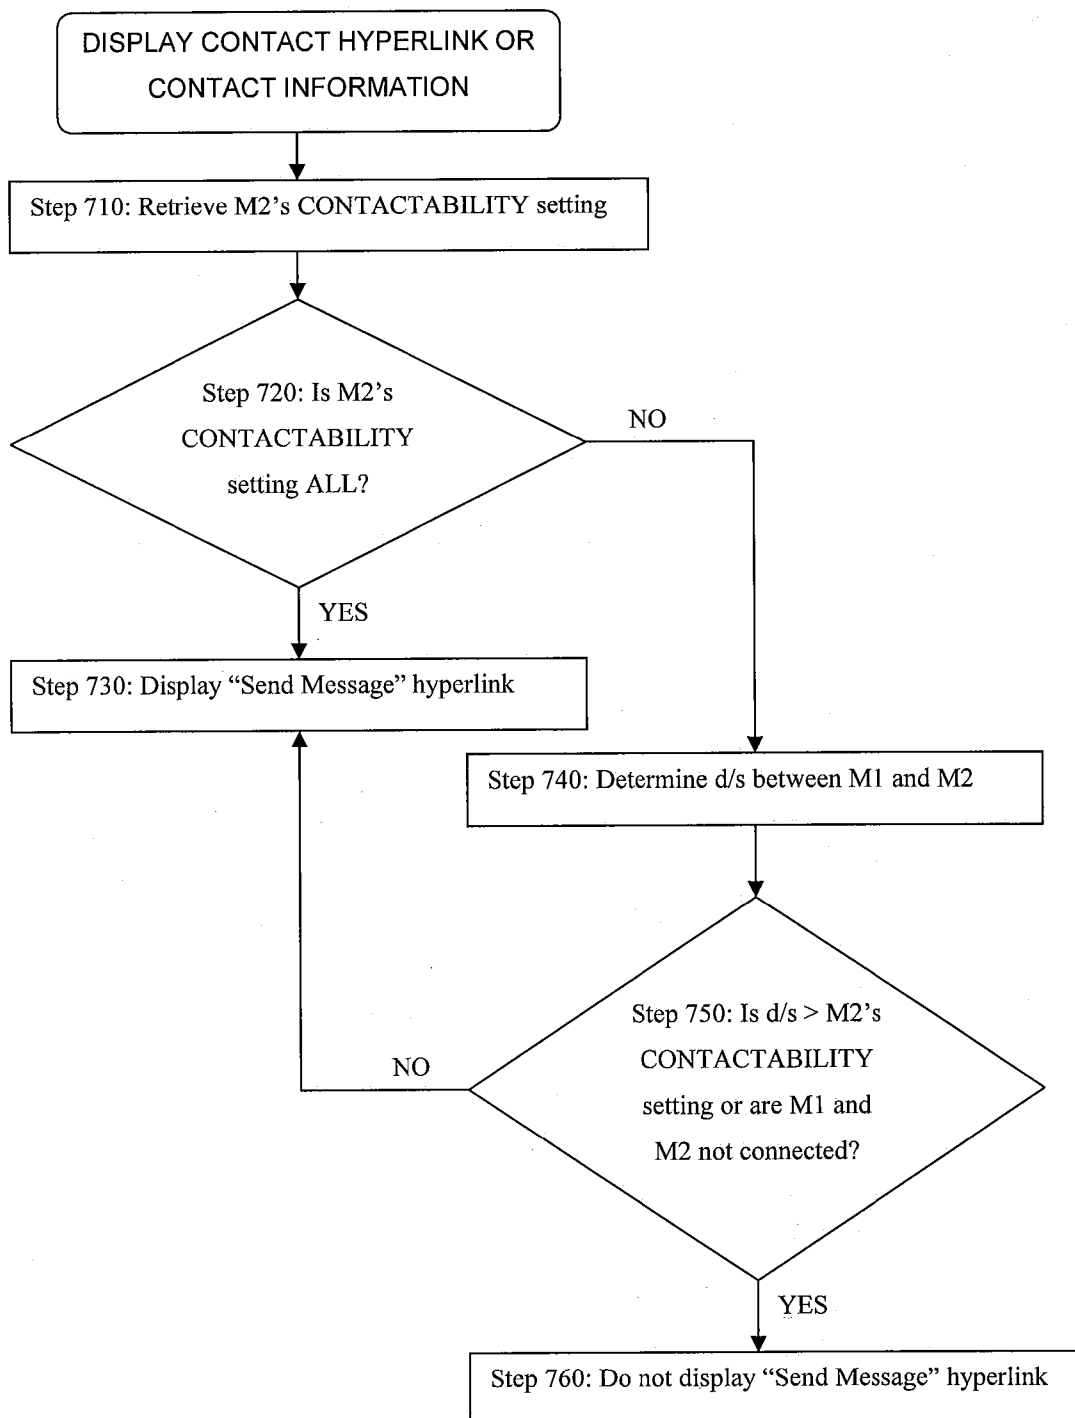 DISPLAY CONTACT HYPERLINK OR
CONTACT INFORMATION
Step 710: Retrieve M2’s CONTACTABILITY setting
Step 720: Is M2’s
CONTACTABILITY
setting ALL?
NO
YES
Step 730: Display “Send Message” hyperlink
Step 740: Determine d/s between M1 and M2
Step 750: Is d/s > M2’s
CONTACTABILITY
setting or are M1 and
M2 not connected?
NO
YES
Step 760: Do not display “Send Message” hyperlink